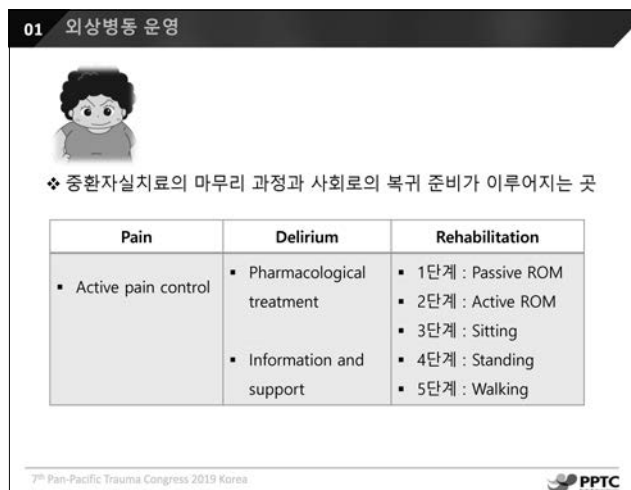 01 외상병동 운영
❖ 중환자실치료의 마무리 과정과 사회로의 복귀 준비가 이루어지는 곳
Pain Delirium Rehabilitation
▪ Active pain control
▪ Pharmacological
treatment
▪ Information and
support
▪ 1단계 : Passive ROM
▪ 2단계 : Active ROM
▪ 3단계 : Sitting
▪ 4단계 : Standing
▪ 5단계 : Walking
7th Pan-Pacific Trauma Congress 2019 Korea
PPTC